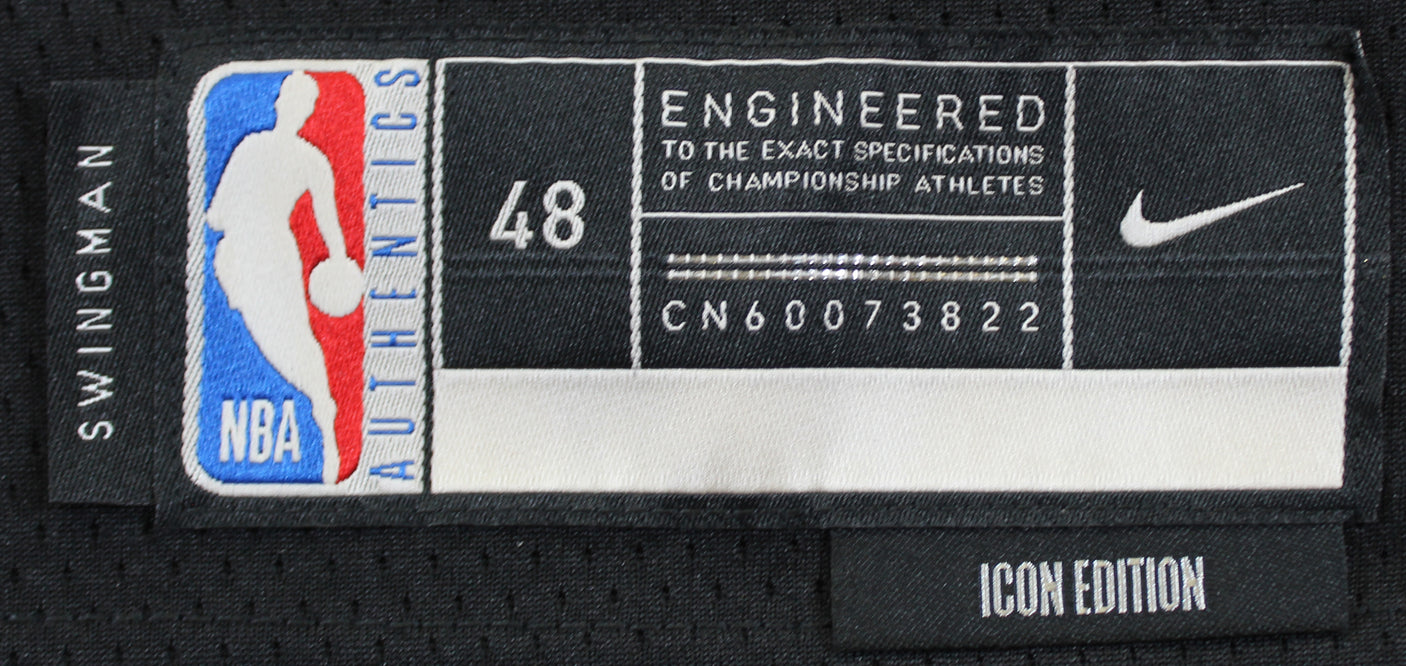 SWINGMAN
NBA
AUTHENTICS
48
ENGINEERED
TO THE EXACT SPECIFICATIONS
OF CHAMPIONSHIP ATHLETES
CN60073822
ICON EDITION